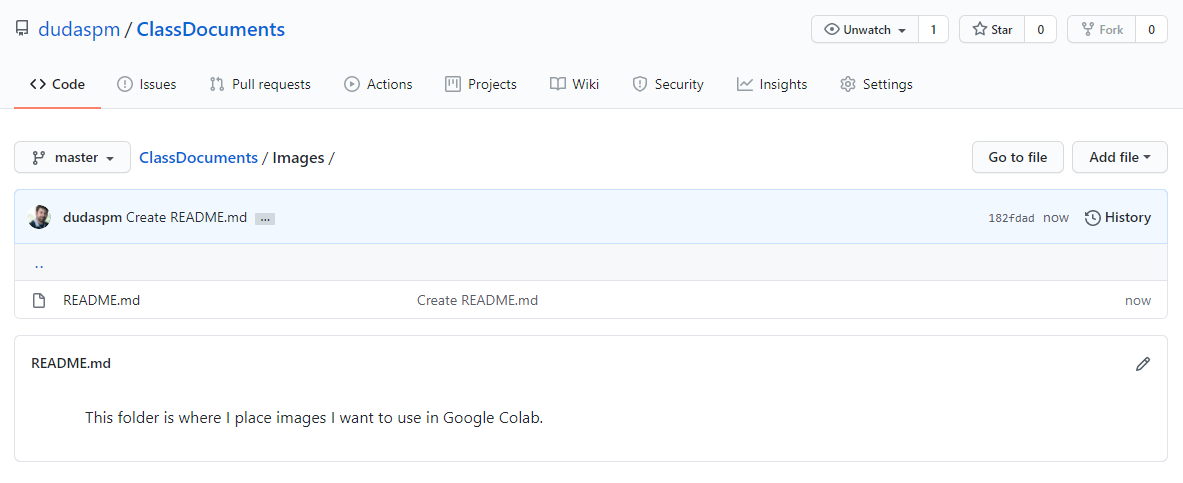 dudaspm / ClassDocuments Unwatch 1 Star 0 Fork 0
Code Issues Pull requests Actions Projects Wiki Security Insights Settings
master ClassDocuments / Images / Go to file Add file
dudaspm Create README.md ... 182fdad now History
..
README.md Create README.md now
README.md
This folder is where I place images I want to use in Google Colab.